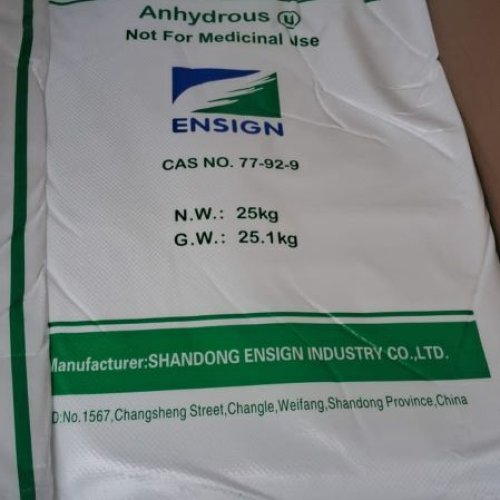 Anhydrous U
Not For Medicinal Use
ENSIGN
CAS NO. 77-92-9
N.W.: 25kg
G.W.: 25.1kg
Manufacturer:SHANDONG ENSIGN INDUSTRY CO.,LTD.
D:No.1567,Changsheng Street,Changle,Weifang,Shandong Province,China